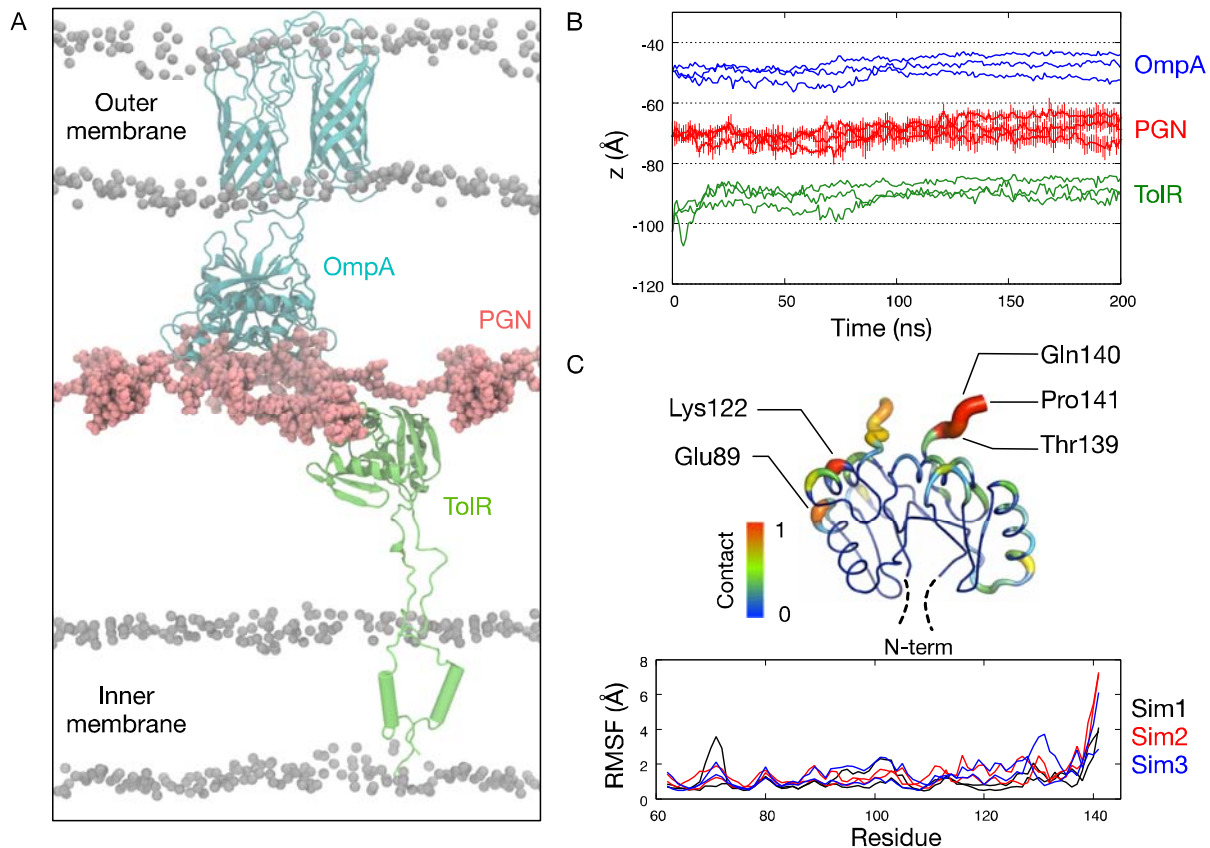 A
Outer
membrane
OmpA
PGN
TolR
Inner
membrane
B
-40
-60
-80
-100
-120
z (Å)
0
50
100
150
200
Time (ns)
OmpA
PGN
TolR
C
Gln140
Pro141
Thr139
Lys122
Glu89
Contact
1
0
N-term
8
6
4
2
0
RMSF (Å)
60
80
100
120
140
Residue
Sim1
Sim2
Sim3